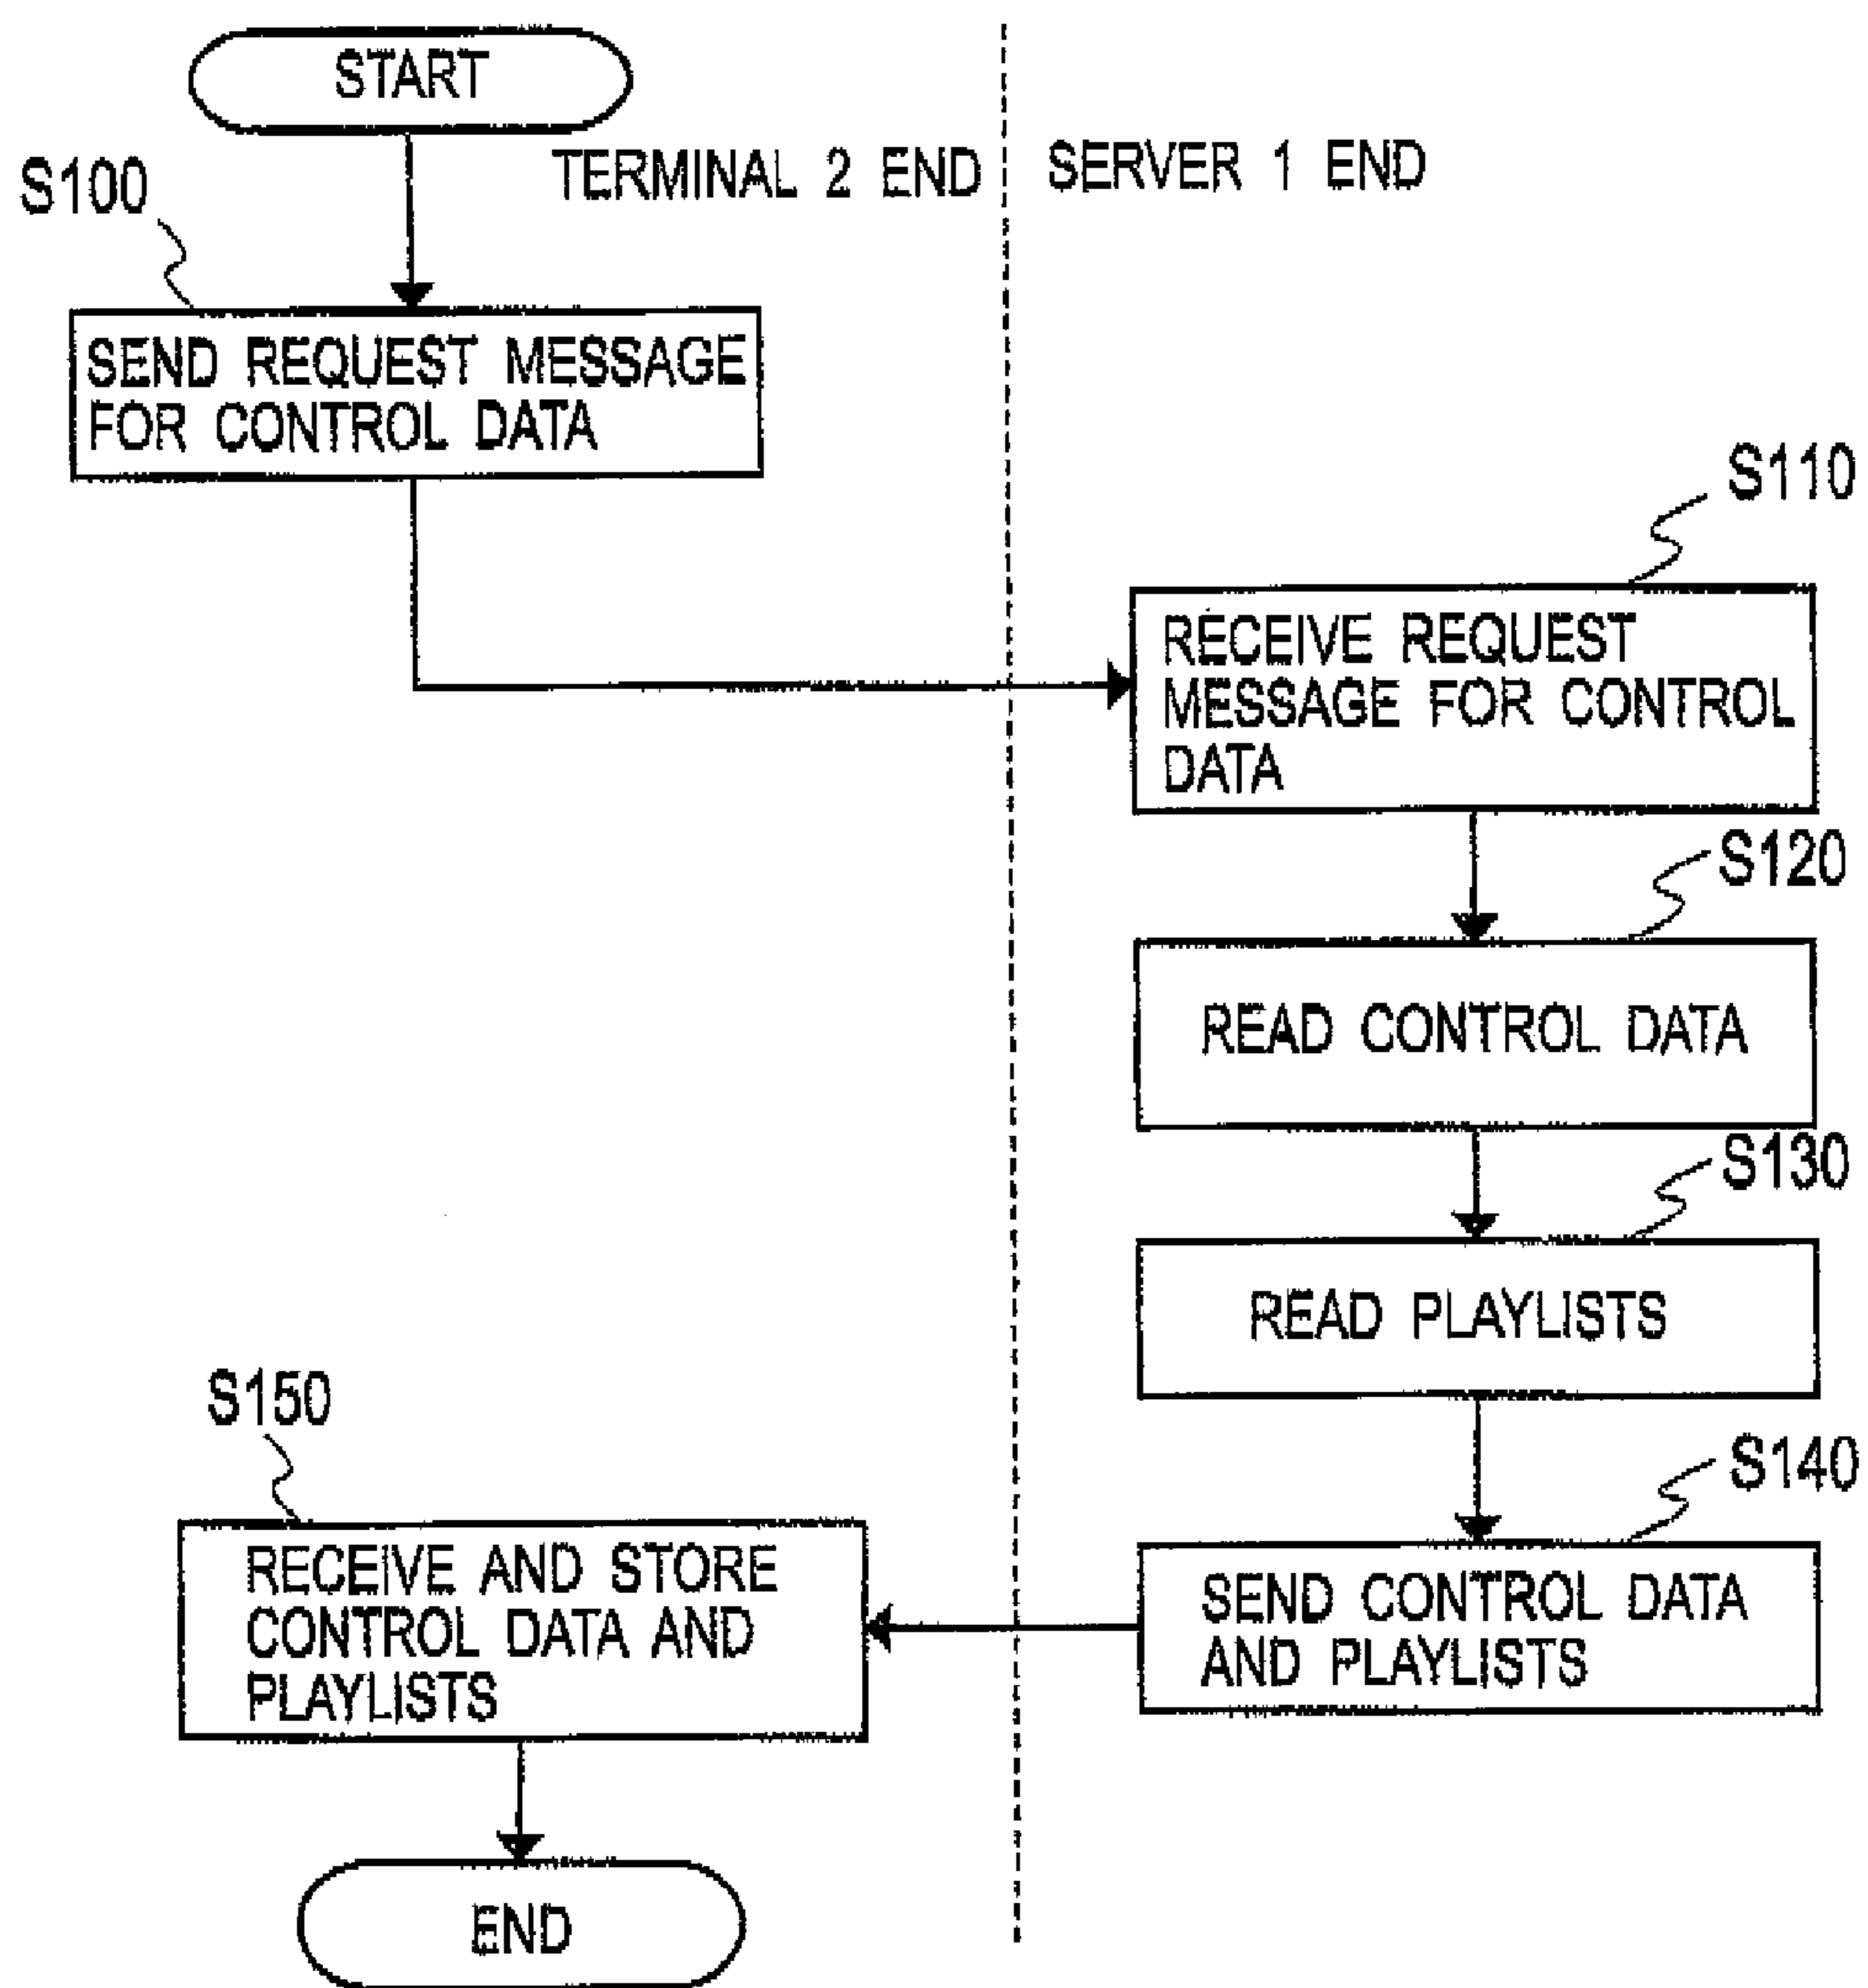 START
TERMINAL 2 END
SERVER 1 END
S100
SEND REQUEST MESSAGE
FOR CONTROL DATA
S110
RECEIVE REQUEST
MESSAGE FOR CONTROL
DATA
S120
READ CONTROL DATA
S130
READ PLAYLISTS
S140
SEND CONTROL DATA
AND PLAYLISTS
S150
RECEIVE AND STORE
CONTROL DATA AND
PLAYLISTS
END